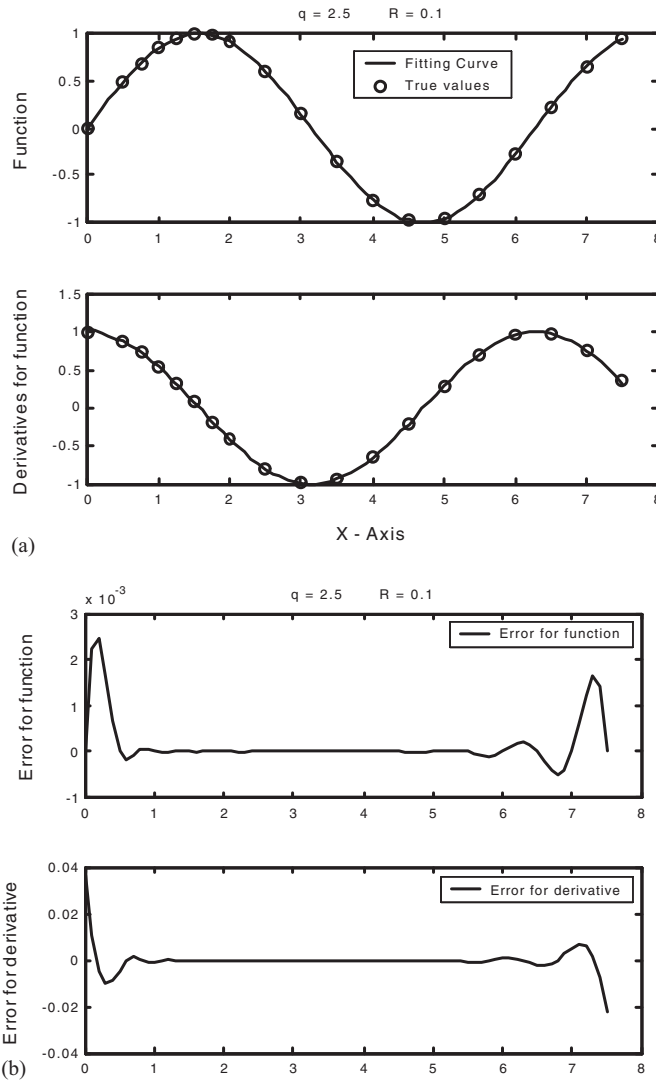 q = 2.5 R = 0.1
1
0.5
0
-0.5
-1
Function
Fitting Curve
True values
0 1 2 3 4 5 6 7 8
1.5
1
0.5
0
-0.5
-1
Derivatives for function
0 1 2 3 4 5 6 7 8
X - Axis
(a)
x 10-3
q = 2.5 R = 0.1
3
2
1
0
-1
Error for function
Error for function
0 1 2 3 4 5 6 7 8
0.04
0.02
0
-0.02
-0.04
Error for derivative
Error for derivative
0 1 2 3 4 5 6 7 8
(b)